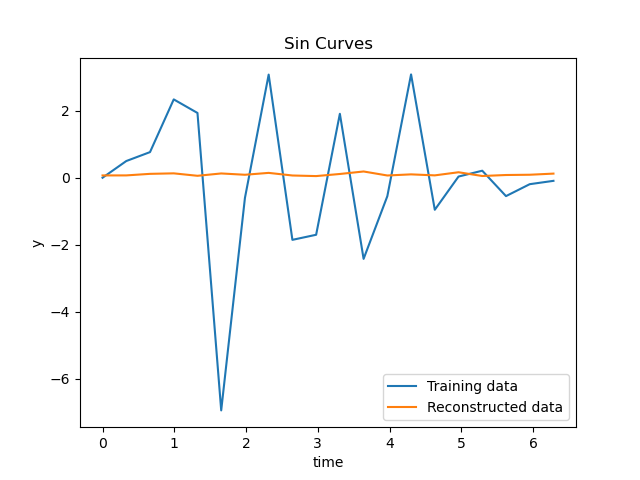 Sin Curves
y
2
0
−2
−4
−6
0 1 2 3 4 5 6
time
Training data
Reconstructed data